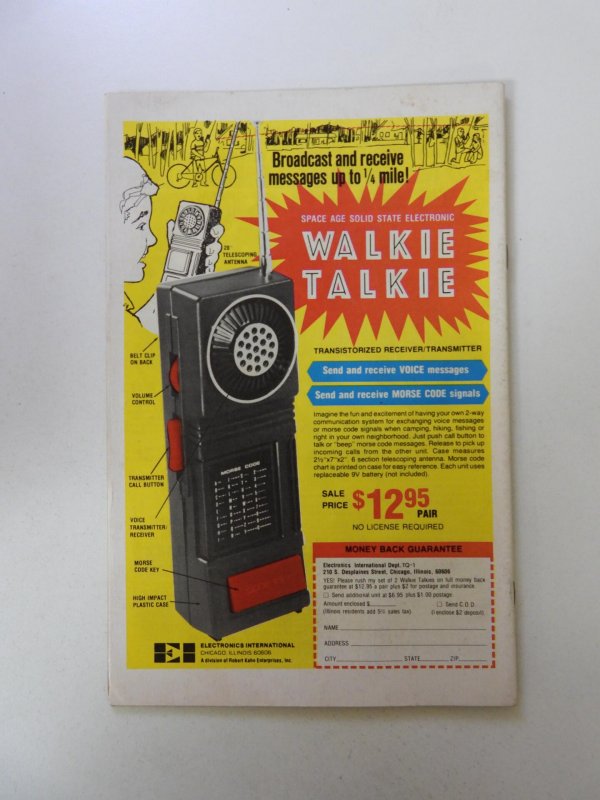 Broadcast and receive
messages up to 1/4 mile!
SPACE AGE SOLID STATE ELECTRONIC
WALKIE
TALKIE
28"
TELESCOPING
ANTENNA
BELT CLIP
ON BACK
VOLUME
CONTROL
TRANSMITTER
CALL BUTTON
VOICE
TRANSMITTER/
RECEIVER
MORSE
CODE KEY
HIGH IMPACT
PLASTIC CASE
MORSE CODE
TRANSISTORIZED RECEIVER/TRANSMITTER
Send and receive VOICE messages
Send and receive MORSE CODE signals
Imagine the fun and excitement of having your own 2-way
communication system for exchanging voice messages
or morse code signals when camping, hiking, fishing or
right in your own neighborhood. Just push call button to
talk or "beep" morse code messages. Release to pick up
incoming calls from the other unit. Case measures
2½"x7"x2". 6 section telescoping antenna. Morse code
chart is printed on case for easy reference. Each unit uses
replaceable 9V battery (not included).
SALE
PRICE $12.95
PAIR
NO LICENSE REQUIRED
MONEY BACK GUARANTEE
Electronics International Dept. TQ-1
210 S. Desplaines Street, Chicago, Illinois, 60606
YES! Please rush my set of 2 Walkie Talkies on full money back
guarantee at $12.95 a pair plus $2 for postage and insurance.
Send additional unit at $6.95 plus $1.00 postage.
Amount enclosed $ Send C.O.D.
(Illinois residents add 5% sales tax) (I enclose $2 deposit)
NAME
ADDRESS
CITY STATE ZIP
EI ELECTRONICS INTERNATIONAL
CHICAGO, ILLINOIS 60606
A division of Robert Kahn Enterprises, Inc.